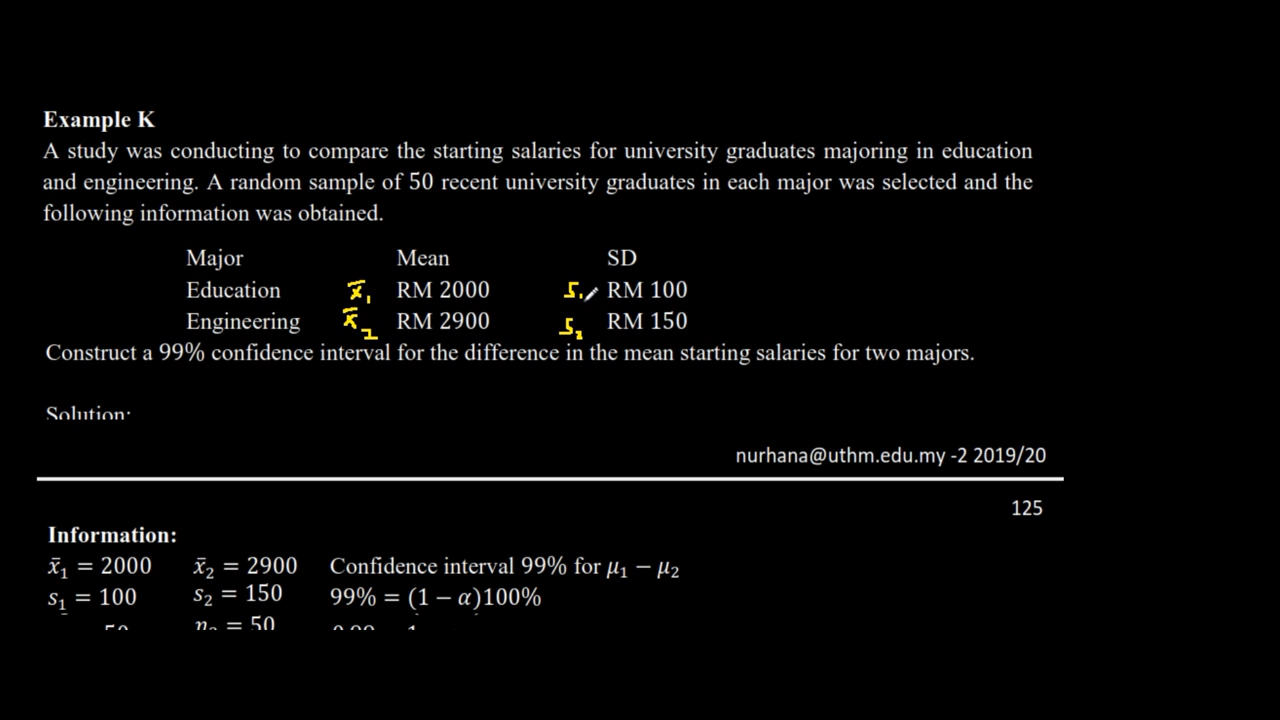 Example K
A study was conducting to compare the starting salaries for university graduates majoring in education
and engineering. A random sample of 50 recent university graduates in each major was selected and the
following information was obtained.
Major Mean SD
Education x̄₁ RM 2000 s₁ RM 100
Engineering x̄₂ RM 2900 s₂ RM 150
Construct a 99% confidence interval for the difference in the mean starting salaries for two majors.
Solution:
nurhana@uthm.edu.my -2 2019/20
125
Information:
x̄₁ = 2000 x̄₂ = 2900 Confidence interval 99% for μ₁ − μ₂
s₁ = 100 s₂ = 150 99% = (1 − α)100%
50 n₂ = 50